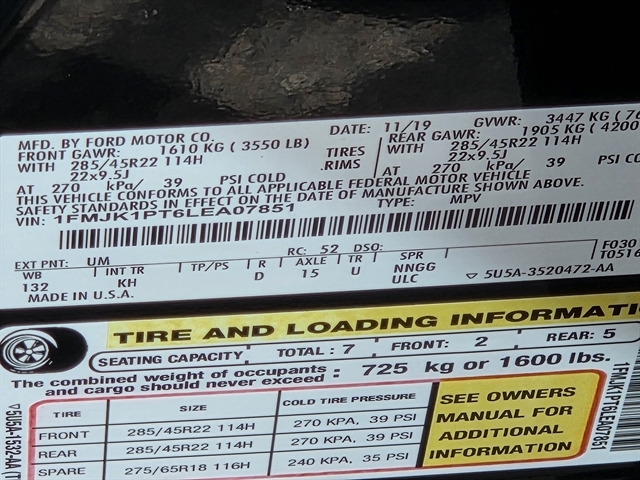 MFD. BY FORD MOTOR CO. DATE: 11/19 GVWR: 3447 KG ( 76
FRONT GAWR: 1610 KG ( 3550 LB) REAR GAWR: 1905 KG ( 4200
WITH 285/45R22 114H TIRES WITH 285/45R22 114H
22x9.5J .RIMS 22x9.5J
AT 270 kPa/ 39 PSI COLD AT 270 kPa/ 39 PSI CO
THIS VEHICLE CONFORMS TO ALL APPLICABLE FEDERAL MOTOR VEHICLE
SAFETY STANDARDS IN EFFECT ON THE DATE OF MANUFACTURE SHOWN ABOVE.
VIN: 1FMJK1PT6LEA07851 TYPE: MPV
EXT PNT: UM RC: 52 DSO: F030
WB INT TR TP/PS R AXLE TR SPR T0516
132 KH D 15 U NNGG
ULC
MADE IN U.S.A. 5U5A-3520472-AA
TIRE AND LOADING INFORMATI
SEATING CAPACITY TOTAL : 7 FRONT: 2 REAR: 5
The combined weight of occupants and cargo should never exceed : 725 kg or 1600 lbs.
TIRE SIZE COLD TIRE PRESSURE
FRONT 285/45R22 114H 270 KPA, 39 PSI
REAR 285/45R22 114H 270 KPA, 39 PSI
SPARE 275/65R18 116H 240 KPA, 35 PSI
SEE OWNERS
MANUAL FOR
ADDITIONAL
INFORMATION
1FMJK1PT6LEA07851
5U5A-1532-AA